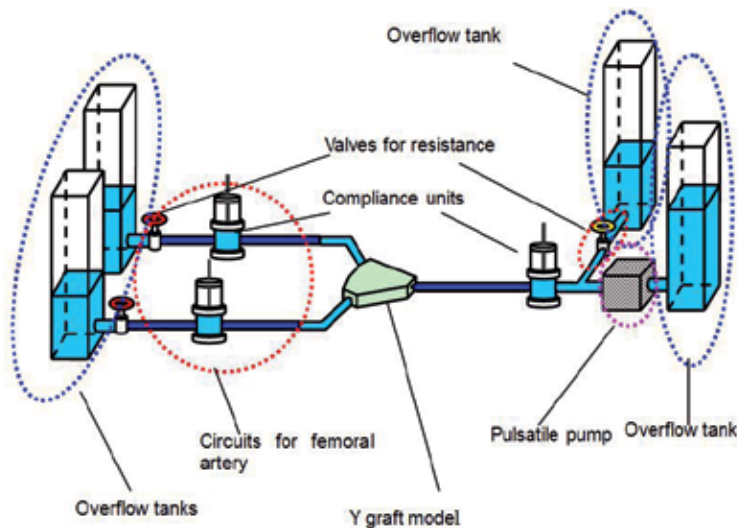 Overflow tank
Valves for resistance
Compliance units
Circuits for femoral
artery
Pulsatile pump
Overflow tank
Overflow tanks
Y graft model